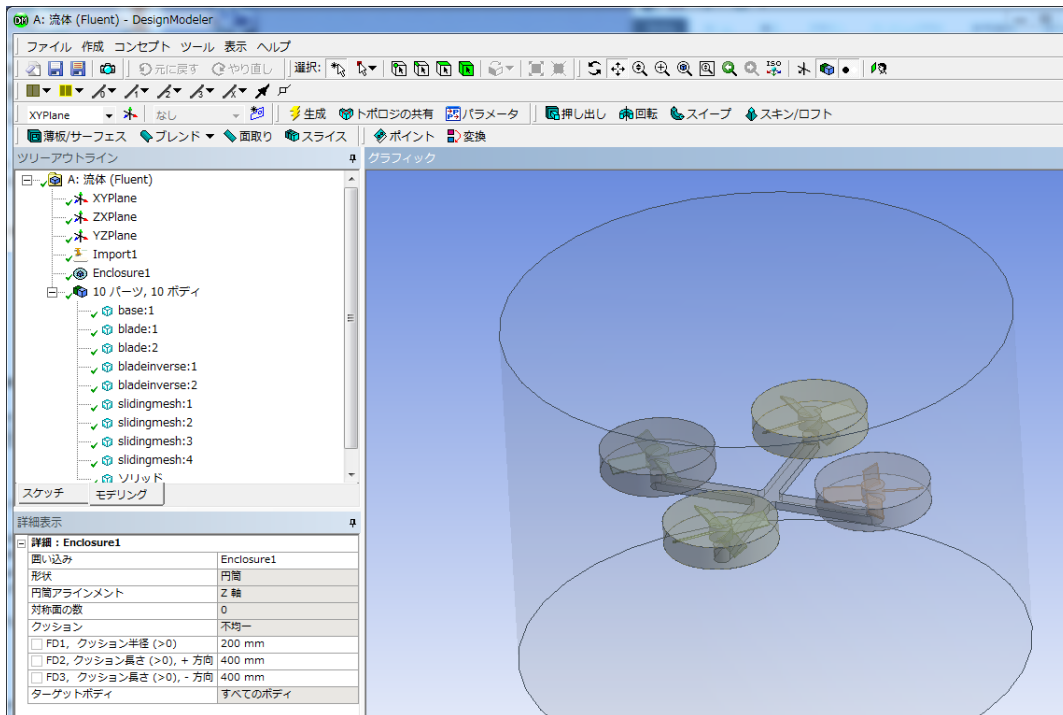 A: 流体 (Fluent) - DesignModeler
ファイル 作成 コンセプト ツール 表示 ヘルプ
元に戻す やり直し 選択: ISO
XYPlane なし 生成 トポロジの共有 パラメータ 押し出し 回転 スイープ スキン/ロフト
薄板/サーフェス ブレンド 面取り スライス ポイント 変換
ツリーアウトライン
グラフィック
A: 流体 (Fluent)
XYPlane
ZXPlane
YZPlane
Import1
Enclosure1
10 パーツ, 10 ボディ
base:1
blade:1
blade:2
bladeinverse:1
bladeinverse:2
slidingmesh:1
slidingmesh:2
slidingmesh:3
slidingmesh:4
ソリッド
スケッチ モデリング
詳細表示
詳細 : Enclosure1
囲い込み Enclosure1
形状 円筒
円筒アラインメント Z 軸
対称面の数 0
クッション 不均一
FD1, クッション半径 (>0) 200 mm
FD2, クッション長さ (>0), + 方向 400 mm
FD3, クッション長さ (>0), - 方向 400 mm
ターゲットボディ すべてのボディ